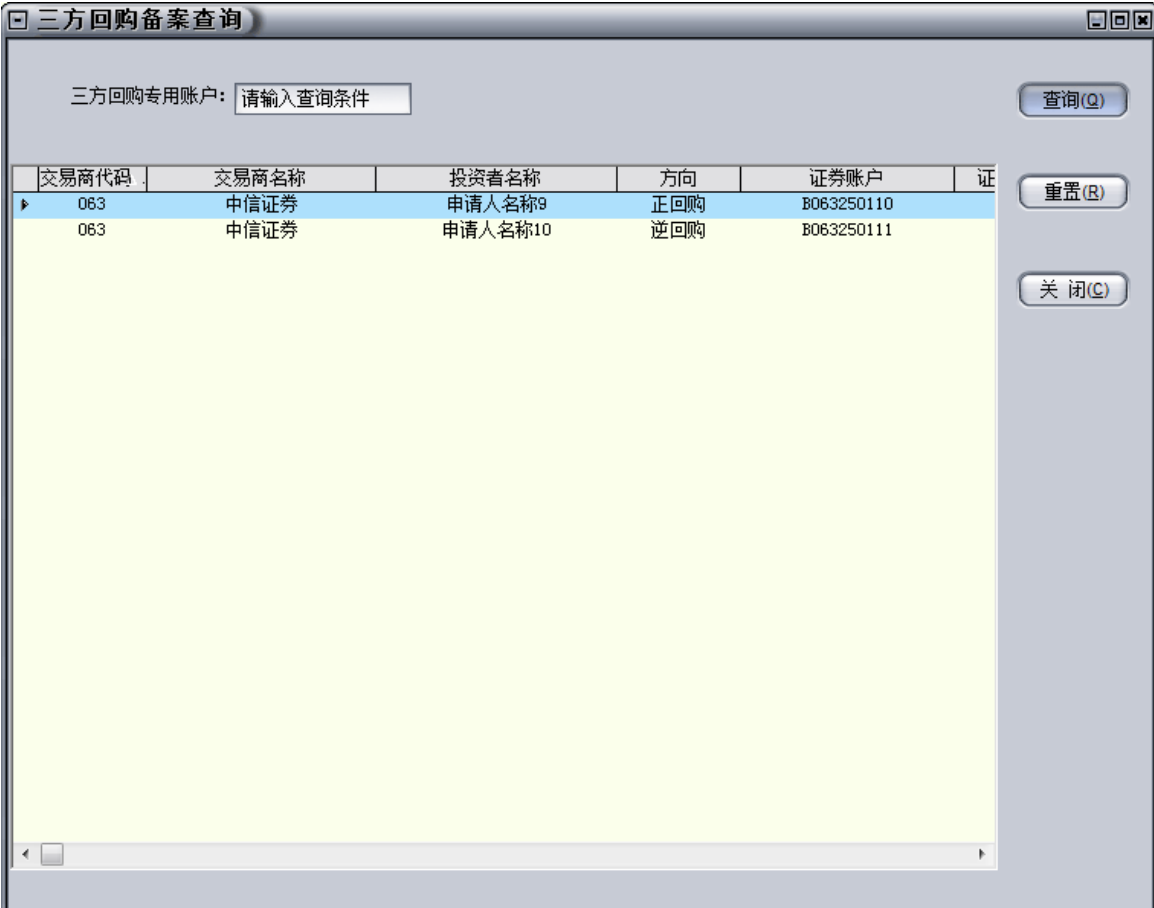 三方回购备案查询
三方回购专用账户: 请输入查询条件
查询(Q)
交易商代码 交易商名称 投资者名称 方向 证券账户 证
063 中信证券 申请人名称9 正回购 B063250110
063 中信证券 申请人名称10 逆回购 B063250111
重置(R)
关 闭(C)